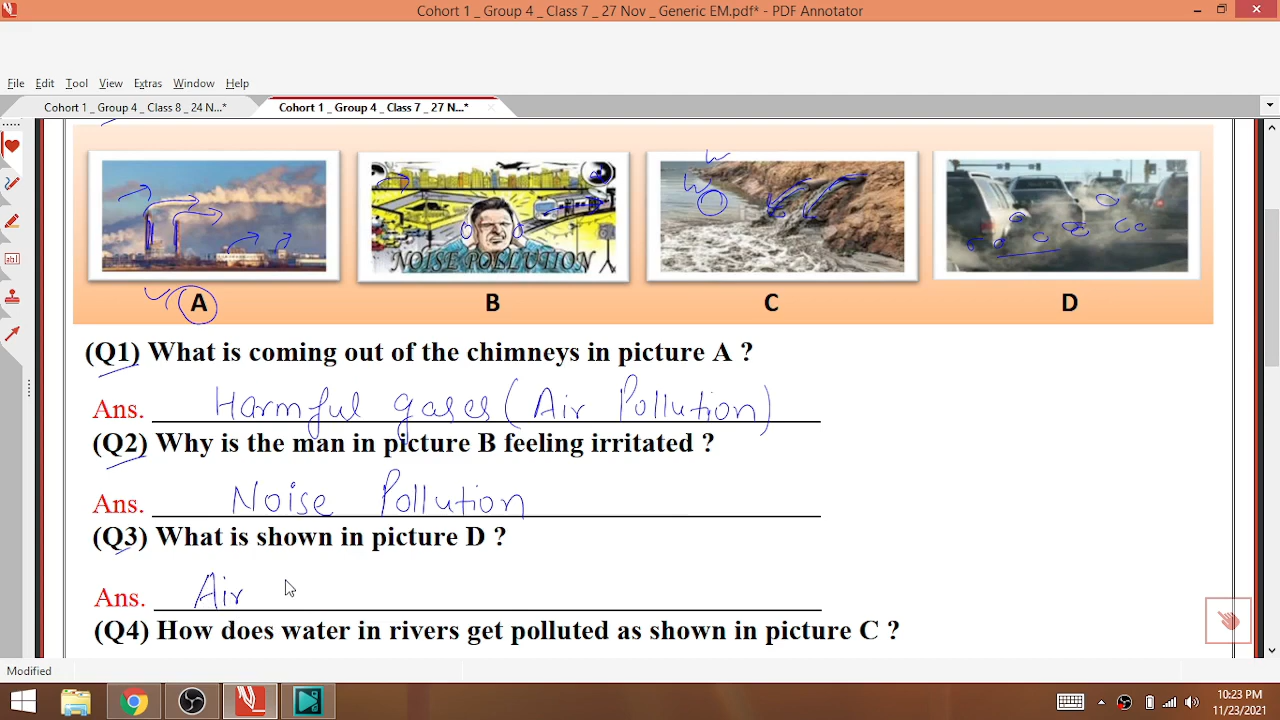 Cohort 1 _ Group 4 _ Class 7 _ 27 Nov _ Generic EM.pdf* - PDF Annotator
File Edit Tool View Extras Window Help
Cohort 1 _ Group 4 _ Class 8 _ 24 N...* Cohort 1 _ Group 4 _ Class 7 _ 27 N...*
NOISE POLLUTION
A B C D
(Q1) What is coming out of the chimneys in picture A ?
Ans. Harmful gases (Air Pollution)
(Q2) Why is the man in picture B feeling irritated ?
Ans. Noise Pollution
(Q3) What is shown in picture D ?
Ans. Air
(Q4) How does water in rivers get polluted as shown in picture C ?
Modified
10:23 PM
11/23/2021